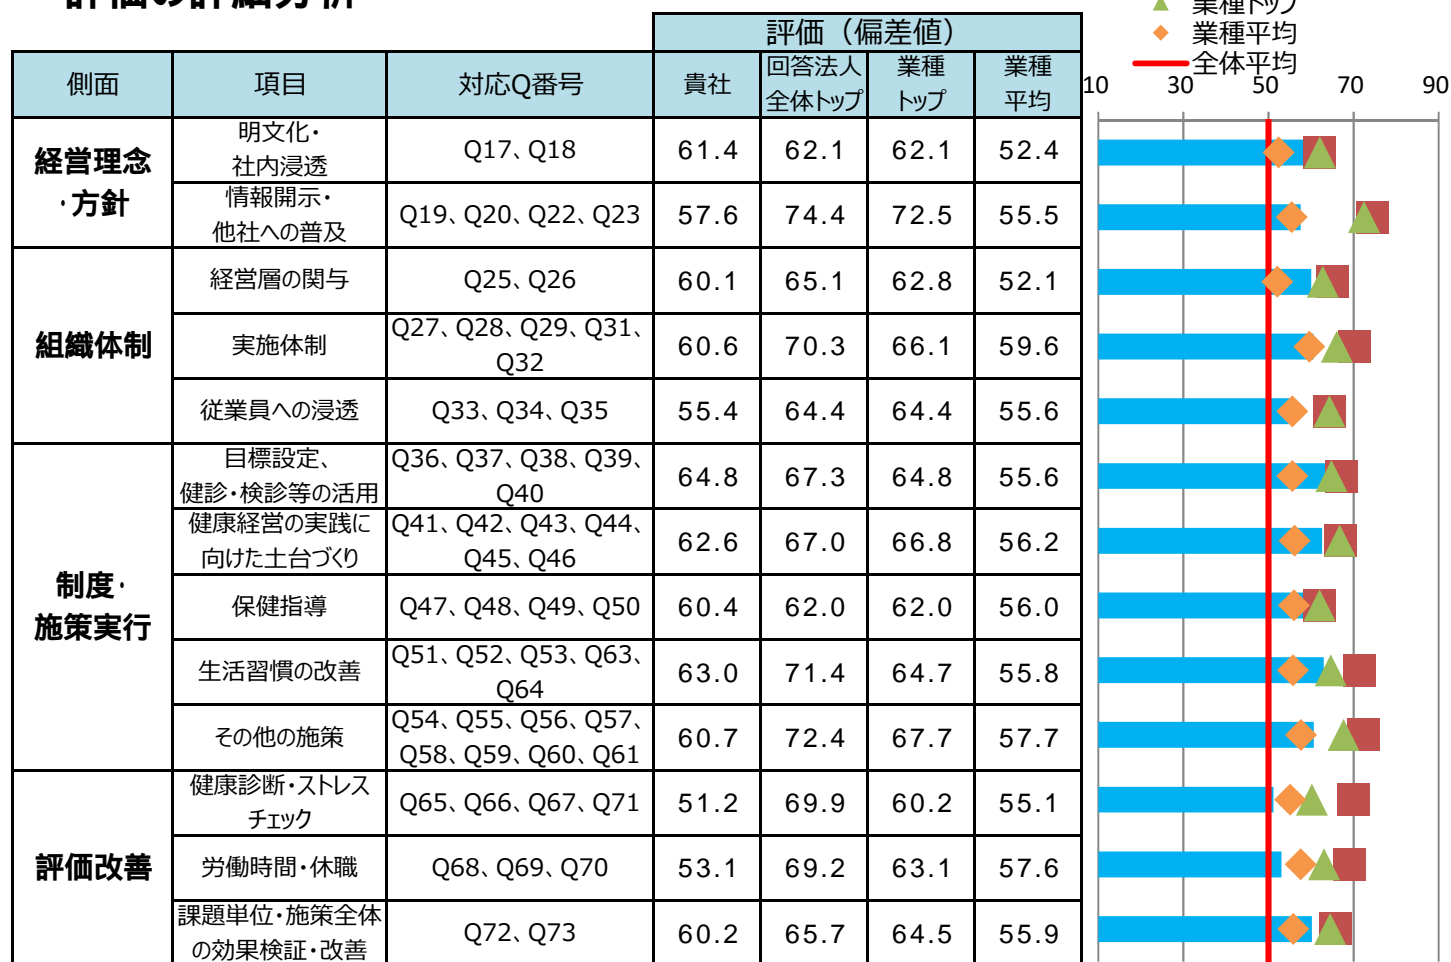 評価の詳細分析
業種トップ
業種平均
全体平均
評価（偏差値）
側面 項目 対応Q番号 貴社 回答法人 業種 業種
全体トップ トップ 平均
10 30 50 70 90
経営理念
・方針
明文化・
社内浸透
Q17、Q18 61.4 62.1 62.1 52.4
情報開示・
他社への普及
Q19、Q20、Q22、Q23 57.6 74.4 72.5 55.5
組織体制
経営層の関与 Q25、Q26 60.1 65.1 62.8 52.1
実施体制
Q27、Q28、Q29、Q31、
Q32
60.6 70.3 66.1 59.6
従業員への浸透 Q33、Q34、Q35 55.4 64.4 64.4 55.6
制度・
施策実行
目標設定、
健診・検診等の活用
Q36、Q37、Q38、Q39、
Q40
64.8 67.3 64.8 55.6
健康経営の実践に
向けた土台づくり
Q41、Q42、Q43、Q44、
Q45、Q46
62.6 67.0 66.8 56.2
保健指導 Q47、Q48、Q49、Q50 60.4 62.0 62.0 56.0
生活習慣の改善
Q51、Q52、Q53、Q63、
Q64
63.0 71.4 64.7 55.8
その他の施策
Q54、Q55、Q56、Q57、
Q58、Q59、Q60、Q61
60.7 72.4 67.7 57.7
評価改善
健康診断・ストレス
チェック
Q65、Q66、Q67、Q71 51.2 69.9 60.2 55.1
労働時間・休職 Q68、Q69、Q70 53.1 69.2 63.1 57.6
課題単位・施策全体
の効果検証・改善
Q72、Q73 60.2 65.7 64.5 55.9